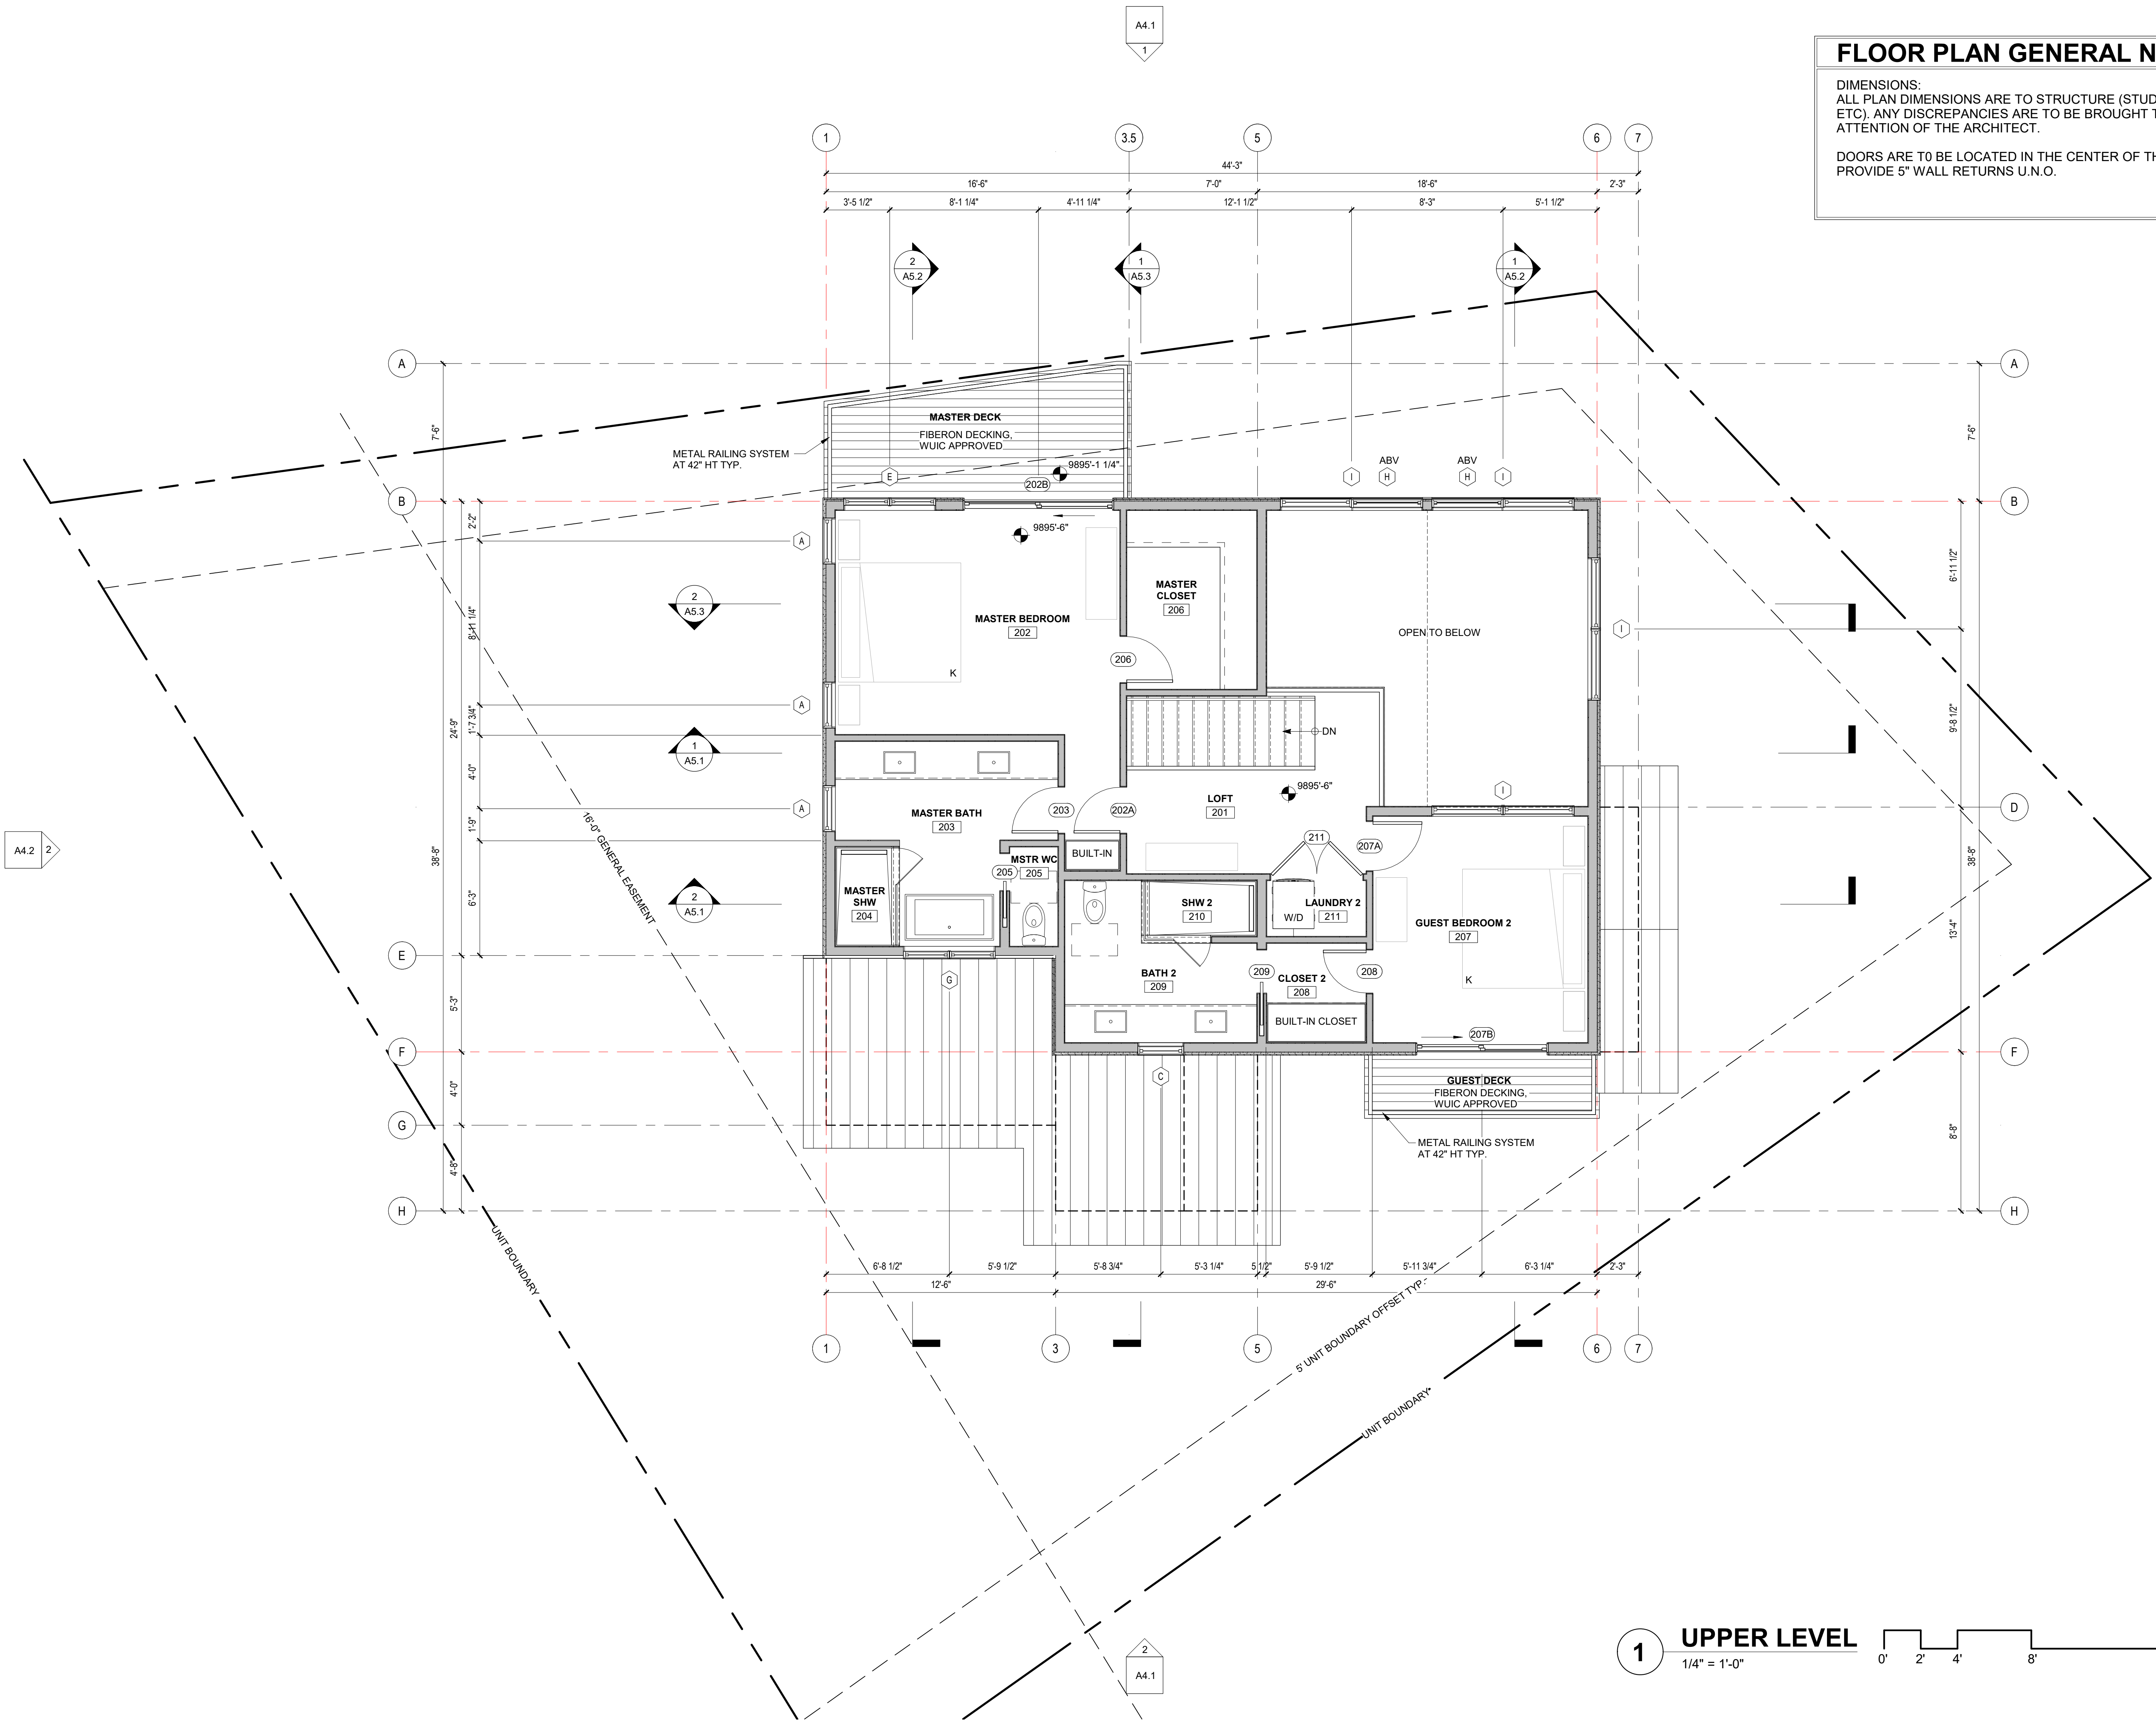 A4.1
1
FLOOR PLAN GENERAL N
DIMENSIONS:
ALL PLAN DIMENSIONS ARE TO STRUCTURE (STUD
ETC). ANY DISCREPANCIES ARE TO BE BROUGHT T
ATTENTION OF THE ARCHITECT.
DOORS ARE T0 BE LOCATED IN THE CENTER OF TH
PROVIDE 5" WALL RETURNS U.N.O.
1
3.5
5
6
7
44'-3"
16'-6"
7'-0"
18'-6"
2'-3"
3'-5 1/2"
8'-1 1/4"
4'-11 1/4"
12'-1 1/2"
8'-3"
5'-1 1/2"
2
A5.2
1
A5.3
1
A5.2
A
A
7'-6"
7'-6"
MASTER DECK
FIBERON DECKING,
WUIC APPROVED
METAL RAILING SYSTEM
AT 42" HT TYP.
9895'-1 1/4"
E
202B
ABV
ABV
I
H
H
I
B
B
2'-2"
A
9895'-6"
6'-11 1/2"
2
A5.3
8'-11 1/4"
MASTER BEDROOM
202
K
MASTER
CLOSET
206
206
OPEN TO BELOW
I
24'-9"
1'-7 3/4"
A
9'-8 1/2"
1
A5.1
DN
4'-0"
A
9895'-6"
LOFT
201
I
D
MASTER BATH
203
203
202A
1'-9"
38'-8"
38'-8"
A4.2
2
16'-0" GENERAL EASEMENT
BUILT-IN
MSTR WC
205
205
211
207A
6'-3"
2
A5.1
MASTER
SHW
204
SHW 2
210
LAUNDRY 2
211
W/D
GUEST BEDROOM 2
207
K
13'-4"
E
G
BATH 2
209
209
CLOSET 2
208
208
BUILT-IN CLOSET
207B
5'-3"
F
F
C
GUEST DECK
FIBERON DECKING,
WUIC APPROVED
4'-0"
G
METAL RAILING SYSTEM
AT 42" HT TYP.
8'-8"
4'-8"
H
H
UNIT BOUNDARY
6'-8 1/2"
5'-9 1/2"
5'-8 3/4"
5'-3 1/4"
5 1/2"
5'-9 1/2"
5'-11 3/4"
6'-3 1/4"
2'-3"
12'-6"
29'-6"
5' UNIT BOUNDARY OFFSET TYP.
1
3
5
6
7
UNIT BOUNDARY
2
A4.1
1
UPPER LEVEL
1/4" = 1'-0"
0'
2'
4'
8'